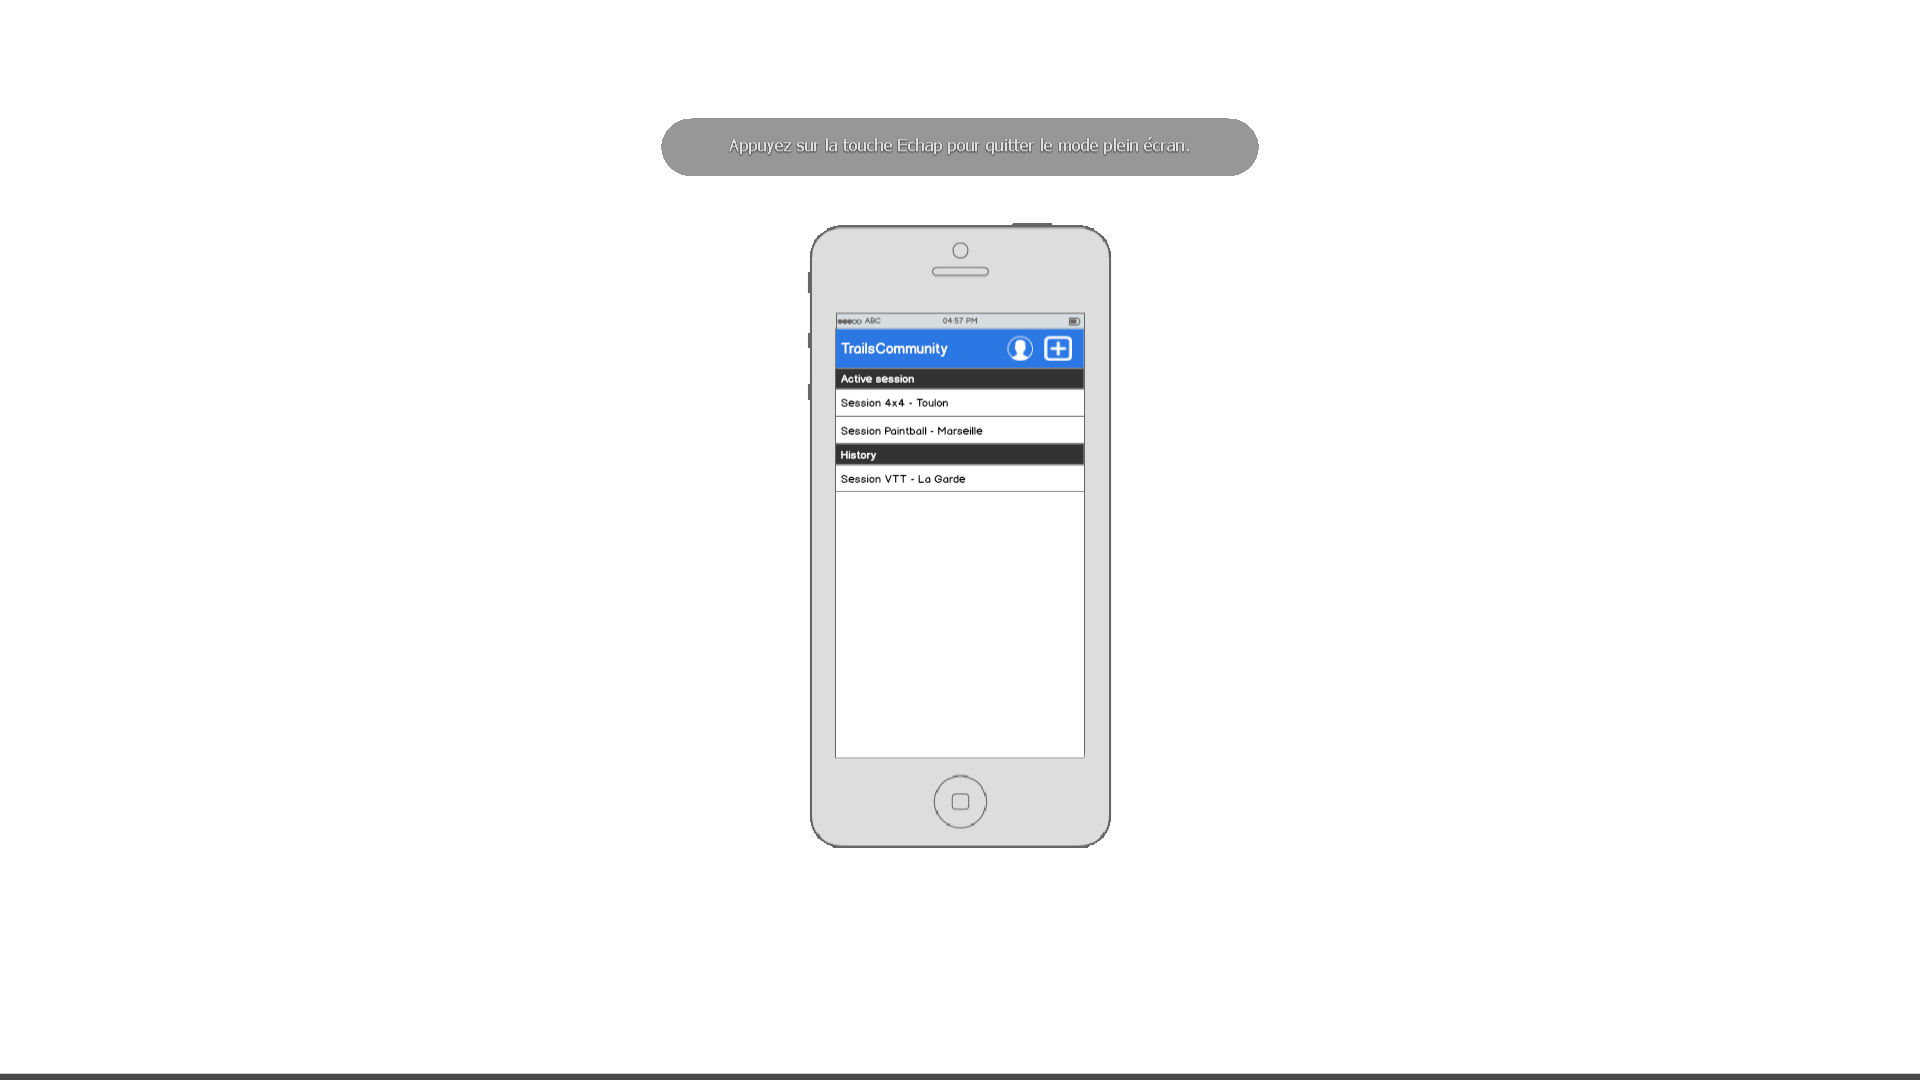 Appuyez sur la touche Echap pour quitter le mode plein écran.
ABC 04:57 PM
TrailsCommunity
Active session
Session 4x4 - Toulon
Session Paintball - Marseille
History
Session VTT - La Garde